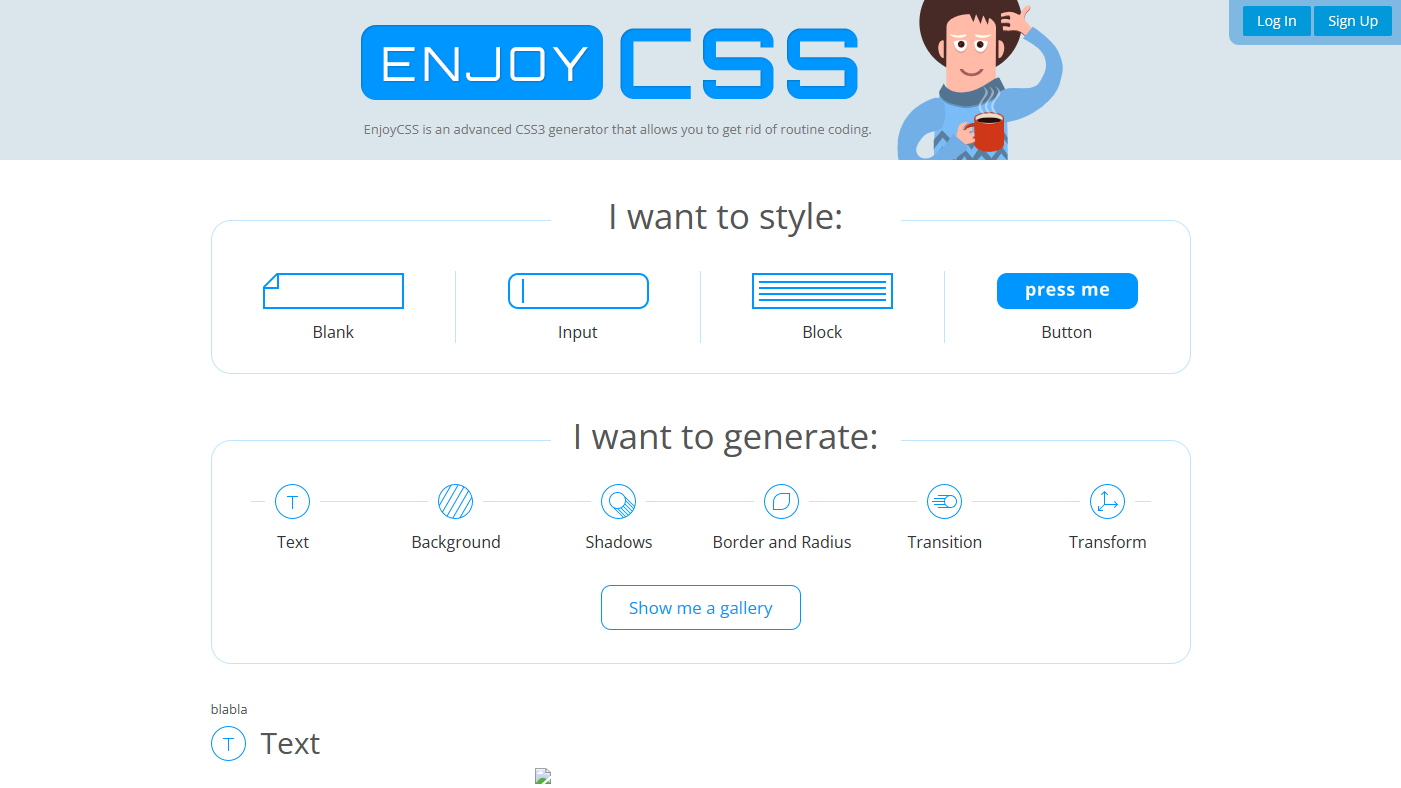 Log In Sign Up
ENJOY CSS
EnjoyCSS is an advanced CSS3 generator that allows you to get rid of routine coding.
I want to style:
press me
Blank Input Block Button
I want to generate:
T
Text Background Shadows Border and Radius Transition Transform
Show me a gallery
blabla
T Text